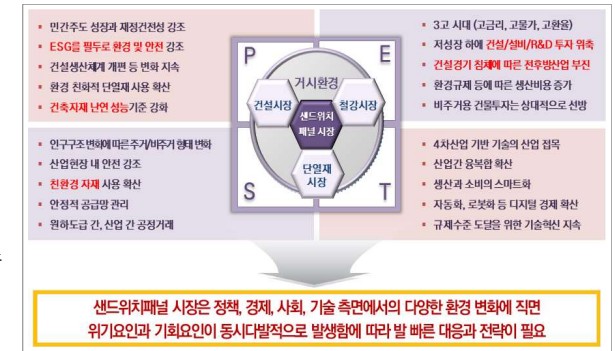 민간주도 성장과 재정건전성 강조
ESG를 필두로 환경 및 안전 강조
건설생산체계 개편 등 변화 지속
환경 친화적 단열재 사용 확산
건축자재 난연 성능기준 강화
P
E
3고 시대 (고금리, 고물가, 고환율)
저성장 하에 건설/설비/R&D 투자 위축
건설경기 침체에 따른 전후방산업 부진
환경규제 등에 따른 생산비용 증가
비주거용 건물투자는 상대적으로 선방
거시환경
건설시장
철강시장
샌드위치
패널 시장
단열재
시장
인구구조 변화에 따른 주거/비주거 형태 변화
산업현장 내 안전 강조
친환경 자재 사용 확산
안정적 공급망 관리
원하도급 간, 산업 간 공정거래
S
T
4차산업 기반 기술의 산업 접목
산업간 융복합 확산
생산과 소비의 스마트화
자동화, 로봇화 등 디지털 경제 확산
규제수준 도달을 위한 기술혁신 지속
샌드위치패널 시장은 정책, 경제, 사회, 기술 측면에서의 다양한 환경 변화에 직면
위기요인과 기회요인이 동시다발적으로 발생함에 따라 발 빠른 대응과 전략이 필요